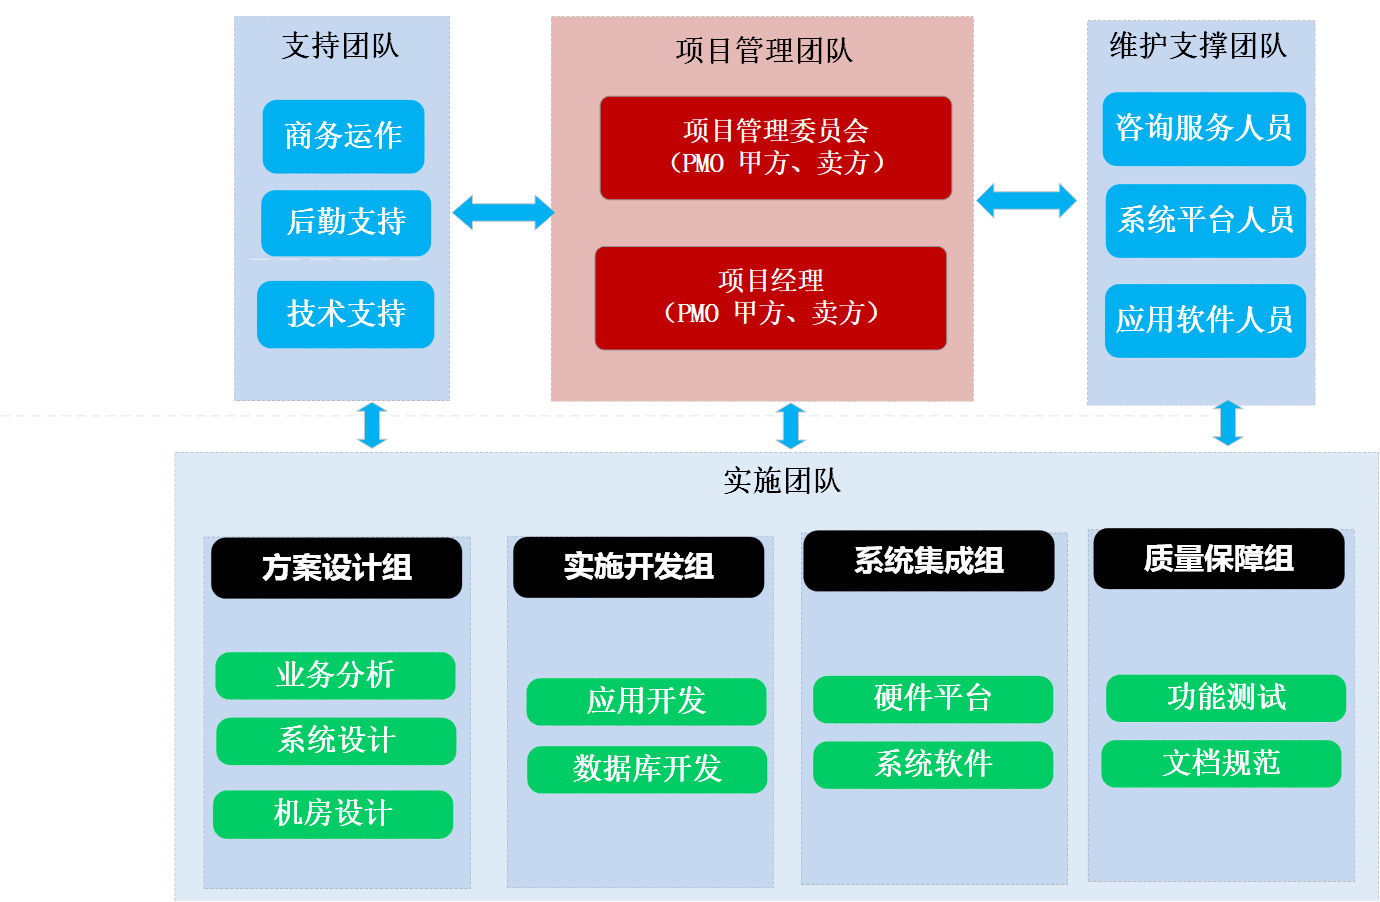 支持团队
商务运作
后勤支持
技术支持
项目管理团队
项目管理委员会
（PMO 甲方、卖方）
项目经理
（PMO 甲方、卖方）
维护支撑团队
咨询服务人员
系统平台人员
应用软件人员
实施团队
方案设计组
业务分析
系统设计
机房设计
实施开发组
应用开发
数据库开发
系统集成组
硬件平台
系统软件
质量保障组
功能测试
文档规范